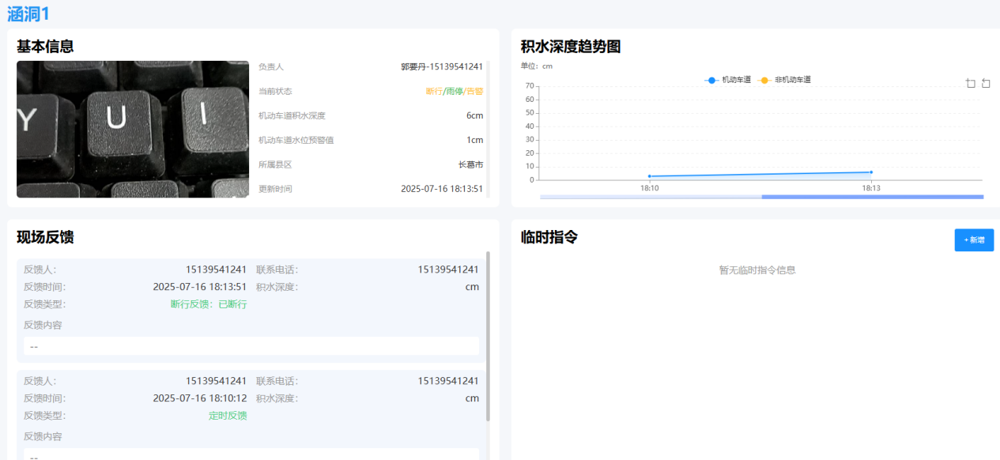 涵洞1
基本信息
Y U I
负责人 郭要丹-15139541241
当前状态 断行/雨停/告警
机动车道积水深度 6cm
机动车道水位预警值 1cm
所属县区 长葛市
更新时间 2025-07-16 18:13:51
积水深度趋势图
单位：cm
机动车道 非机动车道
70
60
50
40
30
20
10
0
18:10 18:13
现场反馈
反馈人： 15139541241 联系电话： 15139541241
反馈时间： 2025-07-16 18:13:51 积水深度： cm
反馈类型： 断行反馈：已断行
反馈内容
--
反馈人： 15139541241 联系电话： 15139541241
反馈时间： 2025-07-16 18:10:12 积水深度： cm
反馈类型： 定时反馈
反馈内容
--
临时指令
+ 新增
暂无临时指令信息